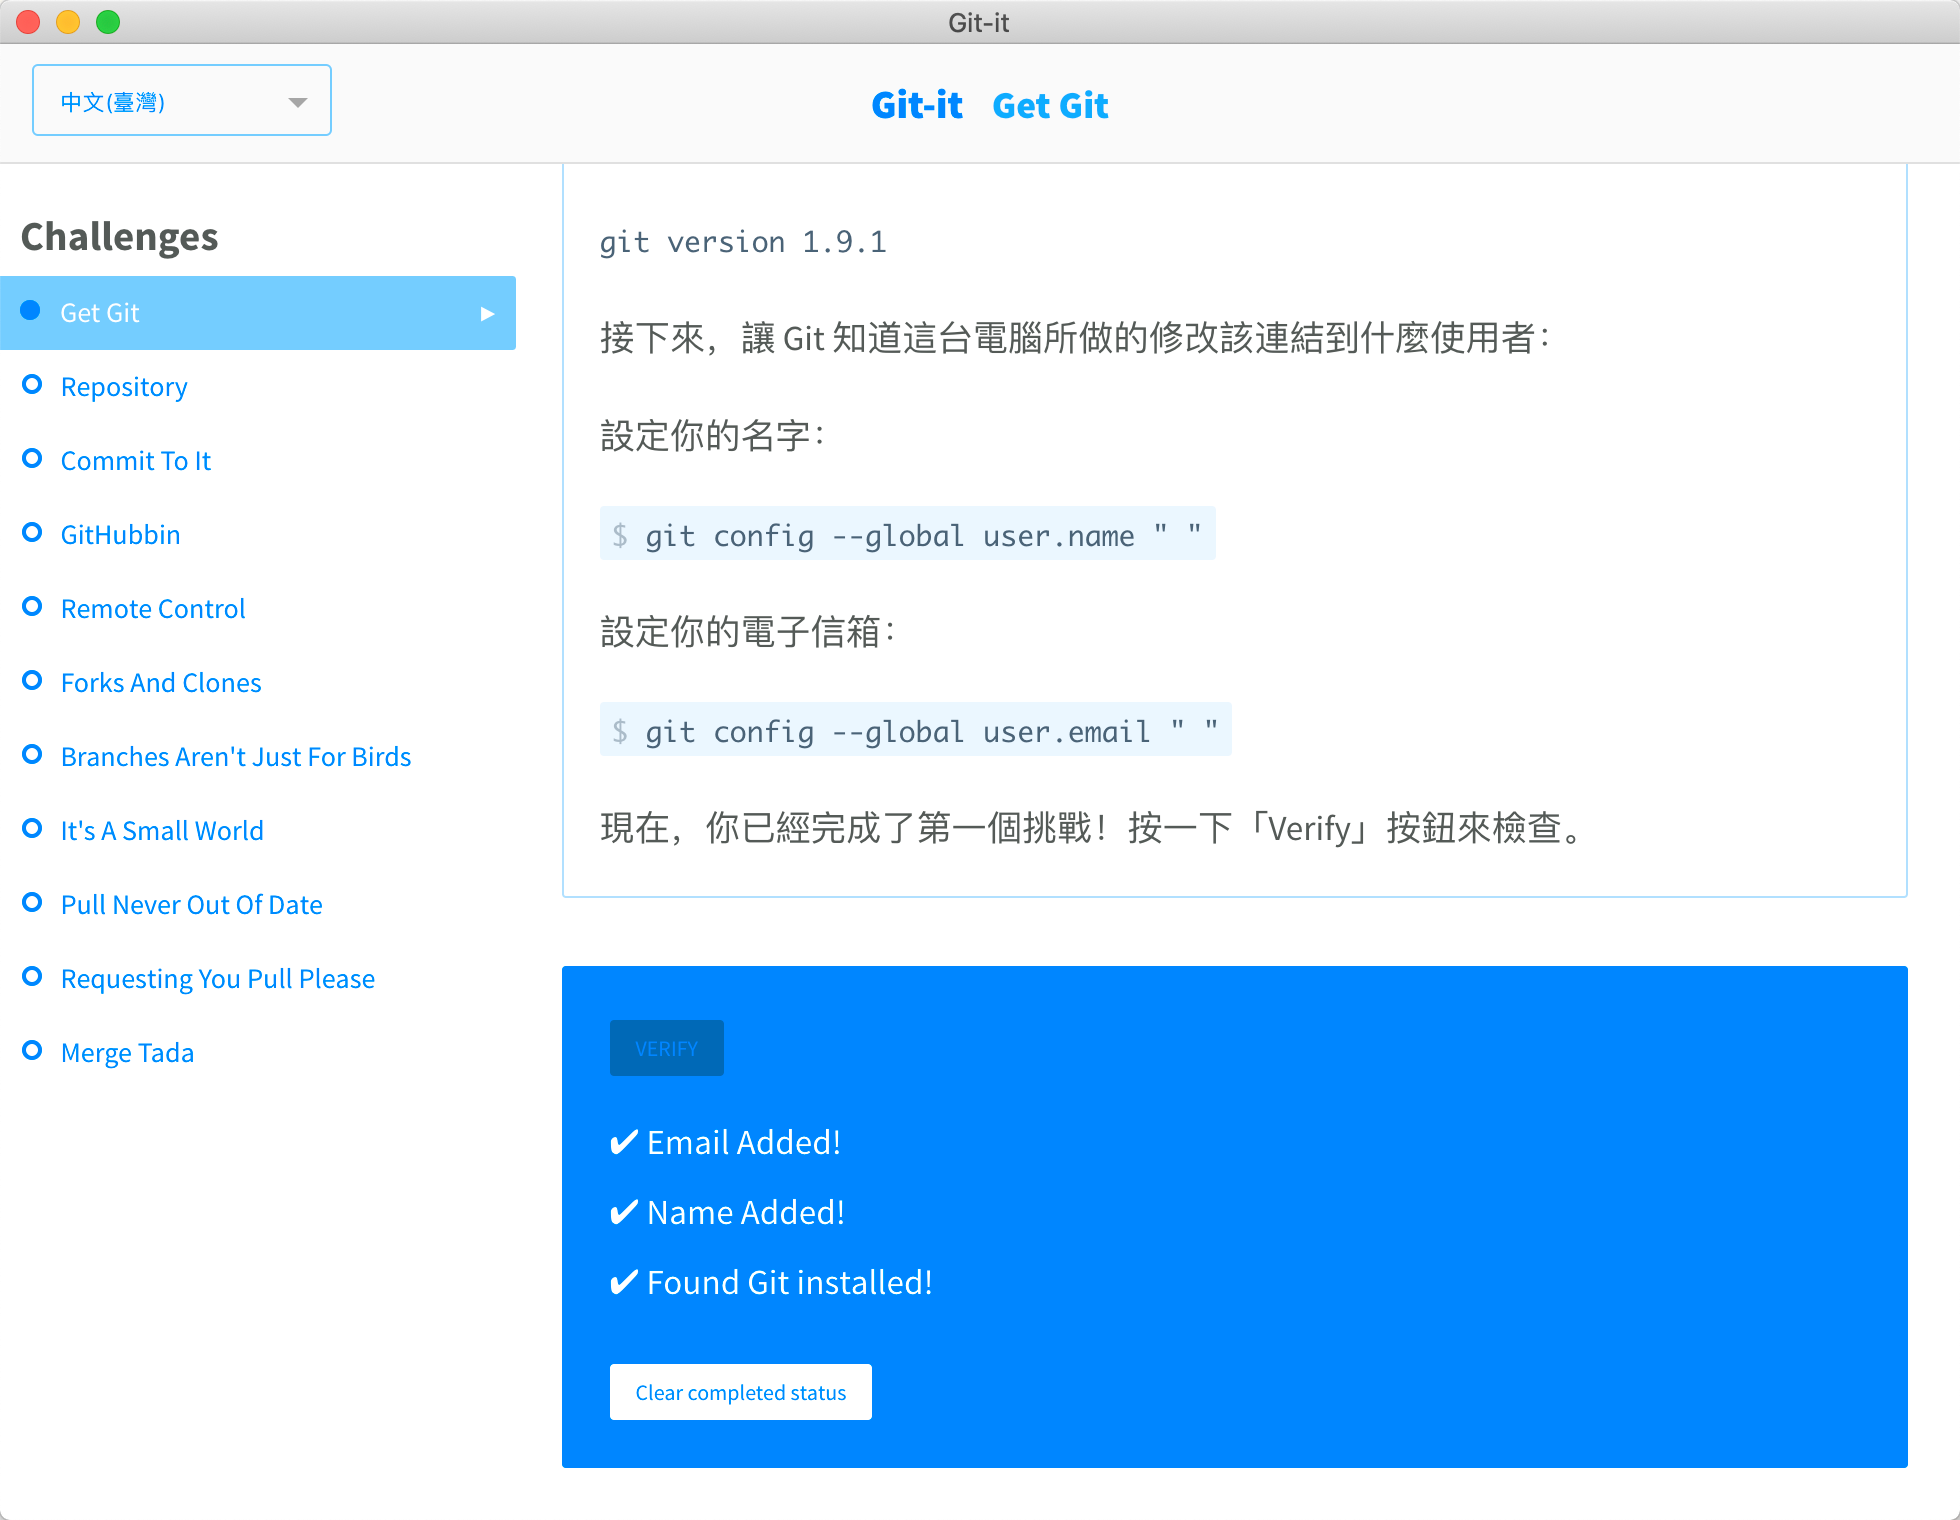 Git-it
中文(臺灣)
Git-it Get Git
Challenges
Get Git
Repository
Commit To It
GitHubbin
Remote Control
Forks And Clones
Branches Aren't Just For Birds
It's A Small World
Pull Never Out Of Date
Requesting You Pull Please
Merge Tada
git version 1.9.1
接下來，讓 Git 知道這台電腦所做的修改該連結到什麼使用者：
設定你的名字：
$ git config --global user.name " "
設定你的電子信箱：
$ git config --global user.email " "
現在，你已經完成了第一個挑戰！按一下「Verify」按鈕來檢查。
VERIFY
✔ Email Added!
✔ Name Added!
✔ Found Git installed!
Clear completed status